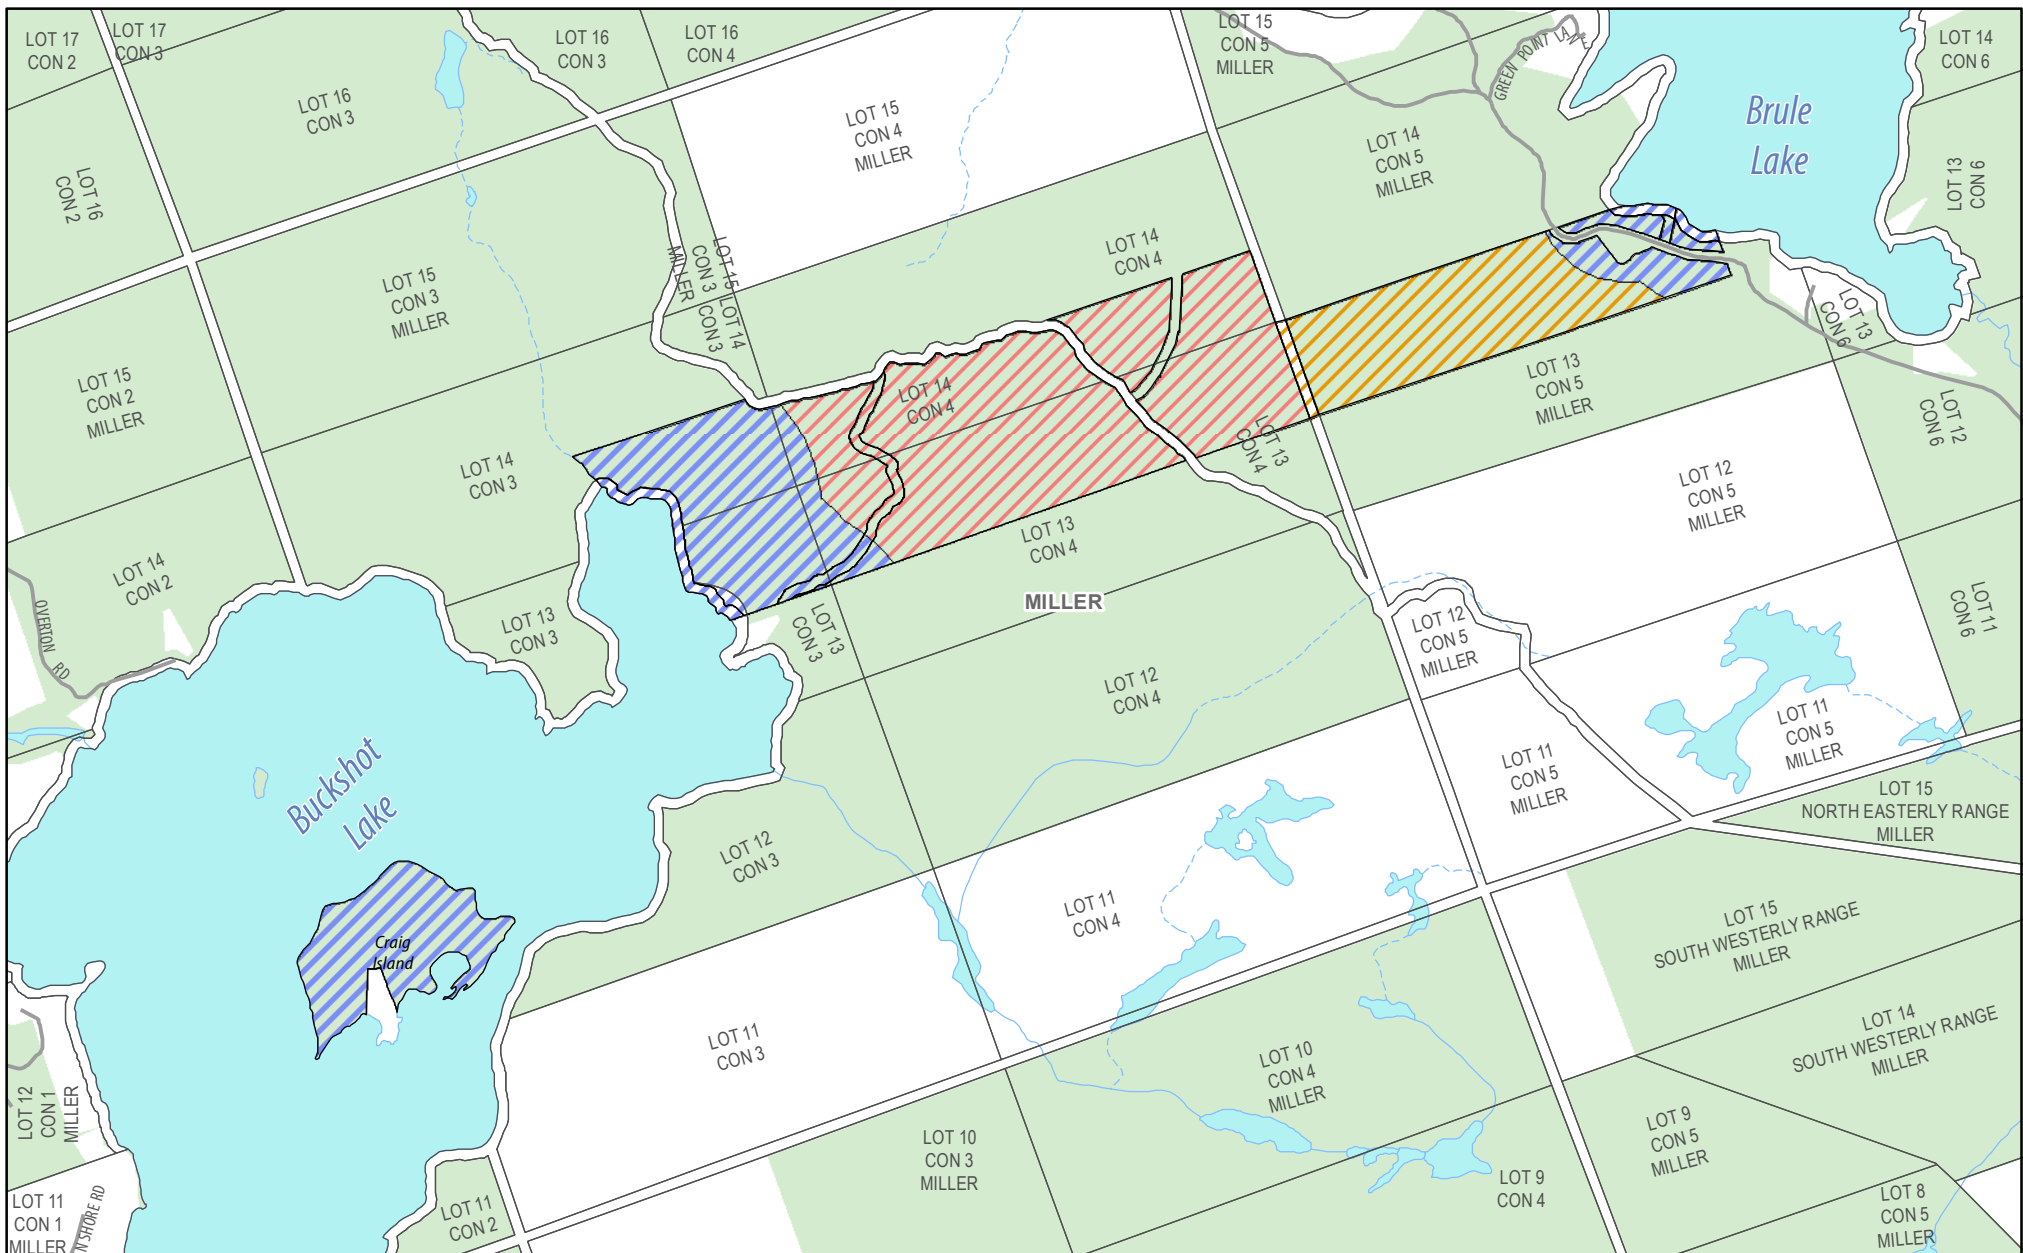 LOT 17
CON 2
LOT 17
CON 3
LOT 16
CON 3
LOT 16
CON 4
LOT 15
CON 5
MILLER
GREEN POINT LANE
LOT 14
CON 6
LOT 16
CON 3
LOT 15
CON 4
MILLER
LOT 14
CON 5
MILLER
Brule
Lake
LOT 13
CON 6
LOT 16
CON 2
LOT 15
CON 3
MILLER
LOT 15
CON 3
MILLER
LOT 14
CON 3
LOT 14
CON 4
LOT 13
CON 6
LOT 15
CON 2
MILLER
LOT 14
CON 4
LOT 13
CON 5
MILLER
LOT 12
CON 6
LOT 14
CON 3
LOT 13
CON 4
LOT 12
CON 5
MILLER
LOT 13
CON 4
LOT 14
CON 2
OVERTON RD
LOT 13
CON 3
LOT 13
CON 3
MILLER
LOT 12
CON 5
MILLER
LOT 11
CON 6
LOT 12
CON 4
LOT 11
CON 5
MILLER
LOT 11
CON 5
MILLER
Buckshot
Lake
LOT 15
NORTH EASTERLY RANGE
MILLER
LOT 12
CON 3
LOT 11
CON 4
LOT 15
SOUTH WESTERLY RANGE
MILLER
Craig
Island
LOT 11
CON 3
LOT 14
SOUTH WESTERLY RANGE
MILLER
LOT 10
CON 4
MILLER
LOT 12
CON 1
MILLER
LOT 9
CON 5
MILLER
LOT 10
CON 3
MILLER
LOT 9
CON 4
LOT 11
CON 1
MILLER
N SHORE RD
LOT 11
CON 2
LOT 8
CON 5
MILLER